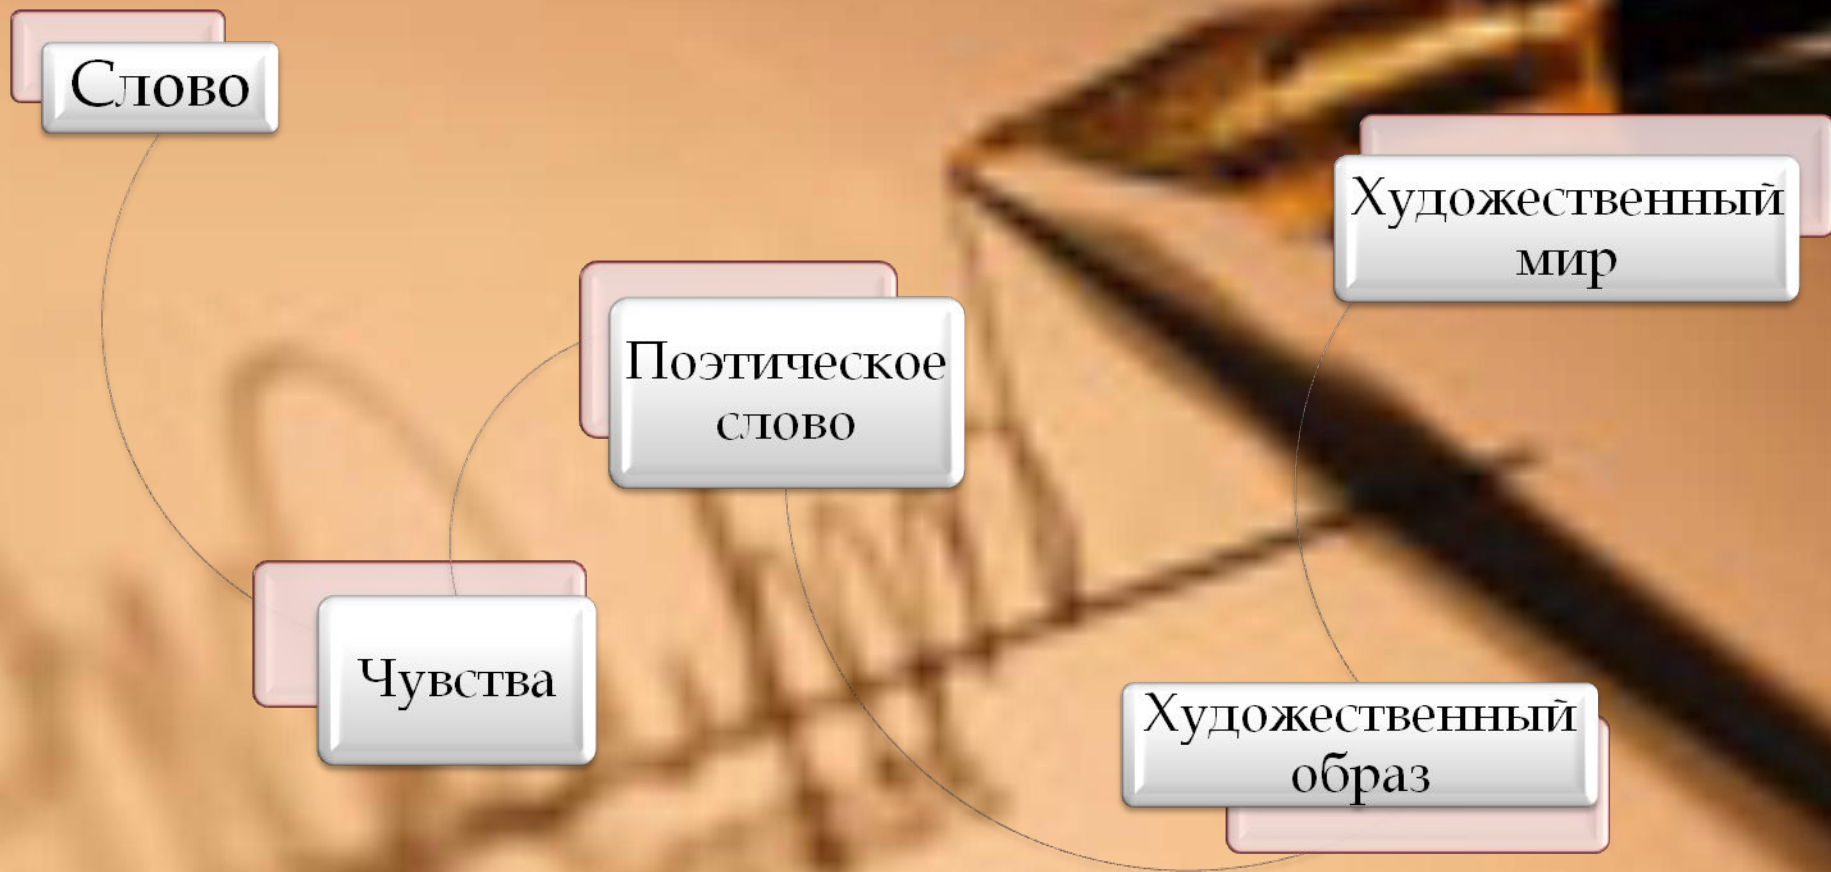 Слово
Чувства
Поэтическое
слово
Художественный
образ
Художественный
мир